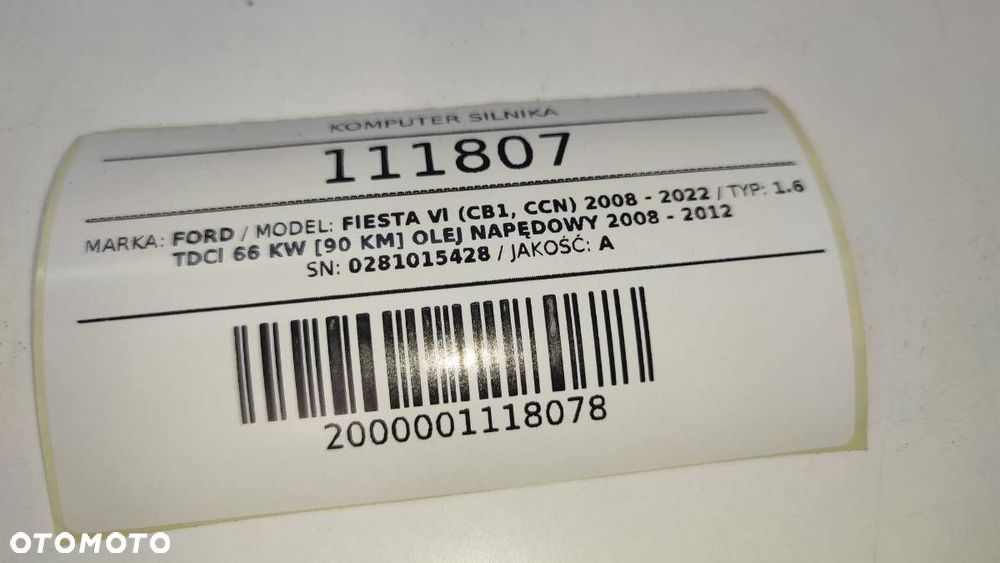 KOMPUTER SILNIKA
111807
MARKA: FORD / MODEL: FIESTA VI (CB1, CCN) 2008 - 2022 / TYP: 1.6
TDCI 66 KW [90 KM] OLEJ NAPĘDOWY 2008 - 2012
SN: 0281015428 / JAKOŚĆ: A
2000001118078
OTOMOTO